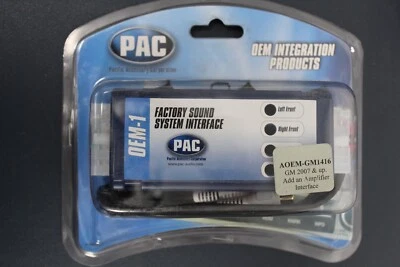 PAC
OEM INTEGRATION
PRODUCTS
OEM-1
FACTORY SOUND
SYSTEM INTERFACE
Left Front
Right Front
PAC
AOEM-GM1416
GM 2007 & up.
Add an Amplifier
Interface